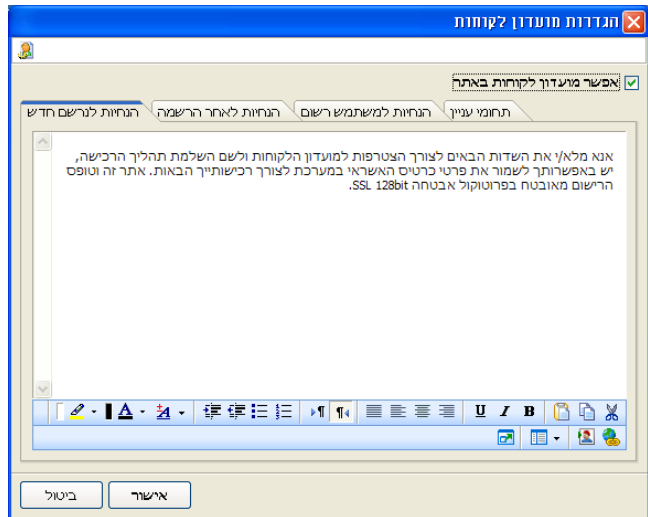 הגדרות מועדון לקוחות
אפשר מועדון לקוחות באתר
תחומי עניין הנחיות למשתמש רשום הנחיות לאחר הרשמה הנחיות לנרשם חדש
אנא מלא/י את השדות הבאים לצורך הצטרפות למועדון הלקוחות ולשם השלמת תהליך הרכישה,
יש באפשרותך לשמור את פרטי כרטיס האשראי במערכת לצורך רכישותייך הבאות. אתר זה וטופס
הרישום מאובטח בפרוטוקול אבטחה SSL 128bit.
A A U I B
אישור ביטול